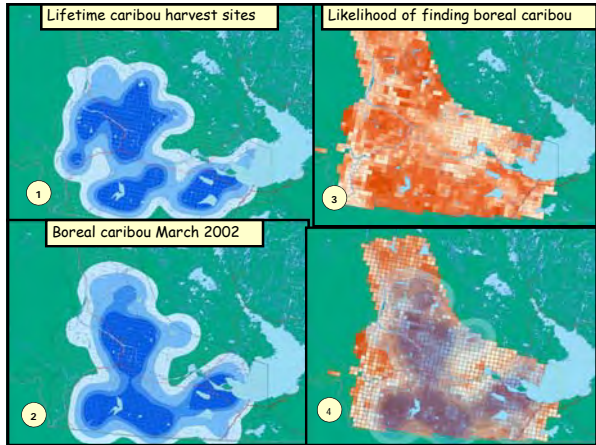 Lifetime caribou harvest sites
Likelihood of finding boreal caribou
1
3
Boreal caribou March 2002
2
4